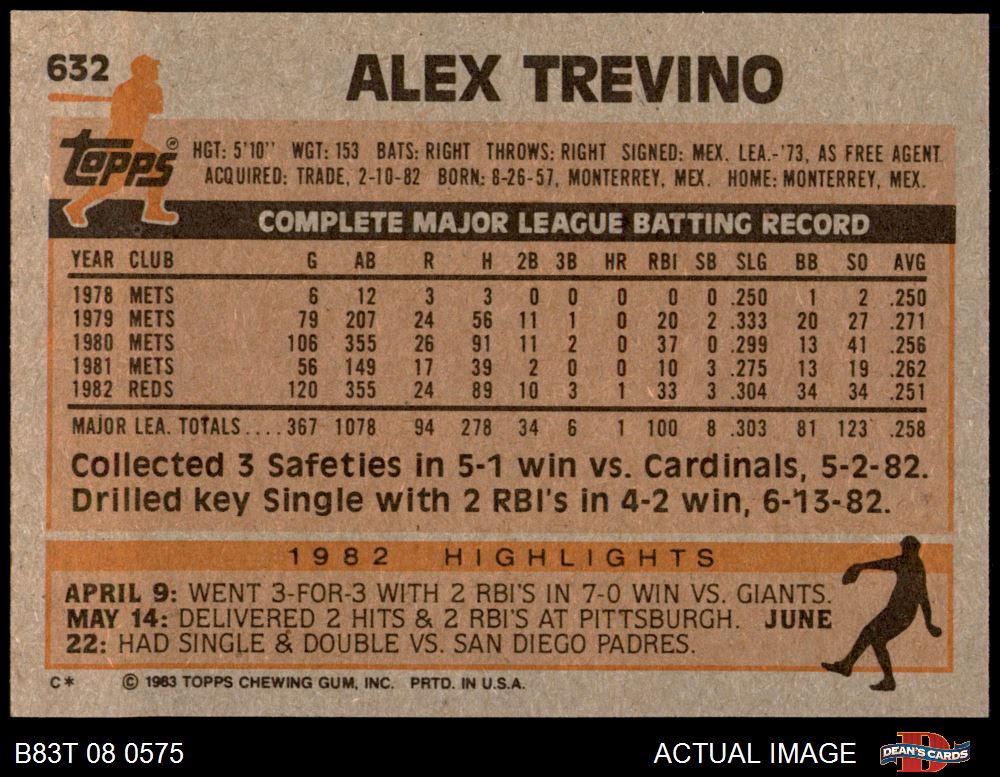 632
ALEX TREVINO
Topps®
HGT: 5'10" WGT: 153 BATS: RIGHT THROWS: RIGHT SIGNED: MEX. LEA.-'73, AS FREE AGENT
ACQUIRED: TRADE, 2-10-82 BORN: 8-26-57, MONTERREY, MEX. HOME: MONTERREY, MEX.
COMPLETE MAJOR LEAGUE BATTING RECORD
YEAR CLUB G AB R H 2B 3B HR RBI SB SLG BB SO AVG
1978 METS 6 12 3 3 0 0 0 0 0 .250 1 2 .250
1979 METS 79 207 24 56 11 1 0 20 2 .333 20 27 .271
1980 METS 106 355 26 91 11 2 0 37 0 .299 13 41 .256
1981 METS 56 149 17 39 2 0 0 10 3 .275 13 19 .262
1982 REDS 120 355 24 89 10 3 1 33 3 .304 34 34 .251
MAJOR LEA. TOTALS....367 1078 94 278 34 6 1 100 8 .303 81 123 .258
Collected 3 Safeties in 5-1 win vs. Cardinals, 5-2-82.
Drilled key Single with 2 RBI's in 4-2 win, 6-13-82.
1982 HIGHLIGHTS
APRIL 9: WENT 3-FOR-3 WITH 2 RBI'S IN 7-0 WIN VS. GIANTS.
MAY 14: DELIVERED 2 HITS & 2 RBI'S AT PITTSBURGH. JUNE
22: HAD SINGLE & DOUBLE VS. SAN DIEGO PADRES.
C* © 1983 TOPPS CHEWING GUM, INC. PRTD. IN U.S.A.
B83T 08 0575 ACTUAL IMAGE D DEAN'S CARDS